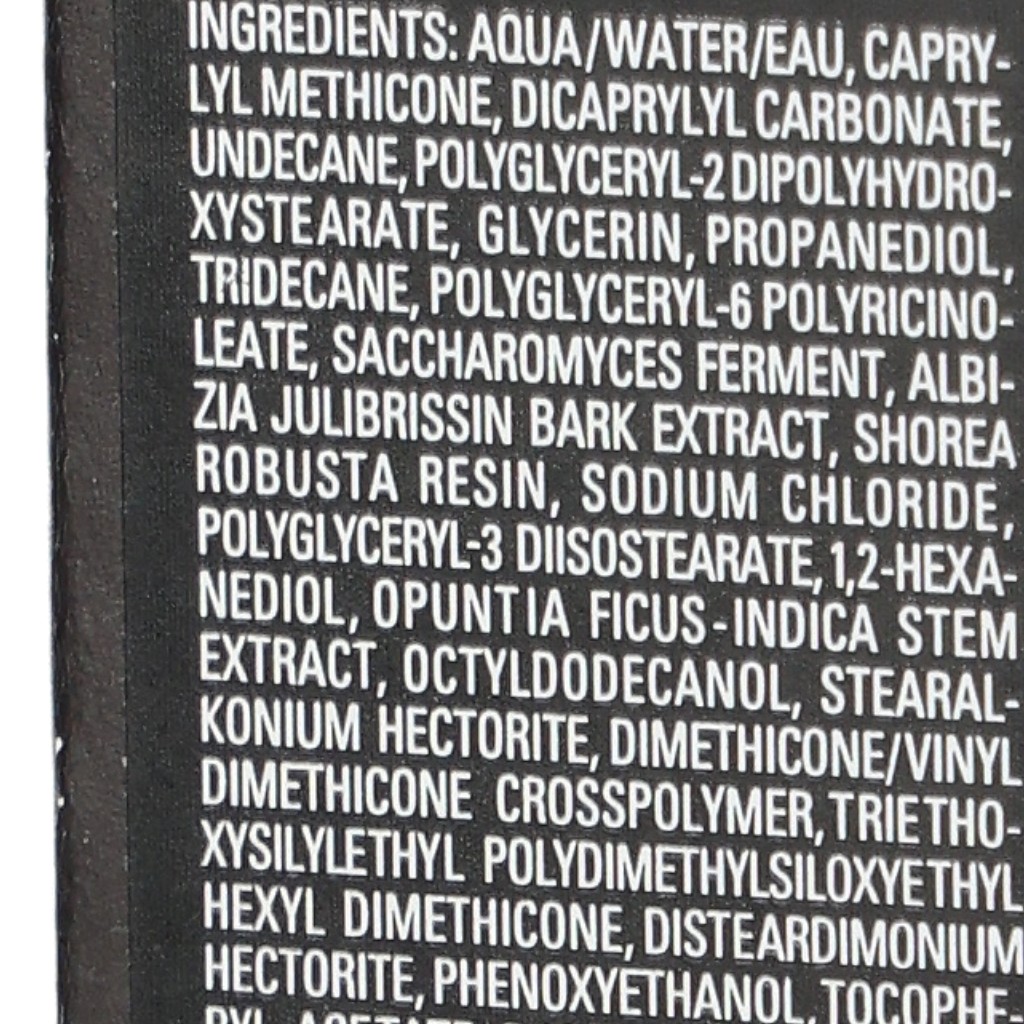 INGREDIENTS: AQUA/WATER/EAU, CAPRY-
LYL METHICONE, DICAPRYLYL CARBONATE,
UNDECANE, POLYGLYCERYL-2 DIPOLYHYDRO-
XYSTEARATE, GLYCERIN, PROPANEDIOL,
TRIDECANE, POLYGLYCERYL-6 POLYRICINO-
LEATE, SACCHAROMYCES FERMENT, ALBI-
ZIA JULIBRISSIN BARK EXTRACT, SHOREA
ROBUSTA RESIN, SODIUM CHLORIDE,
POLYGLYCERYL-3 DIISOSTEARATE, 1,2-HEXA-
NEDIOL, OPUNTIA FICUS-INDICA STEM
EXTRACT, OCTYLDODECANOL, STEARAL-
KONIUM HECTORITE, DIMETHICONE/VINYL
DIMETHICONE CROSSPOLYMER, TRIETHO-
XYSILYLETHYL POLYDIMETHYLSILOXYETHYL
HEXYL DIMETHICONE, DISTEARDIMONIUM
HECTORITE, PHENOXYETHANOL, TOCOPHE-
RYL ACETATE,